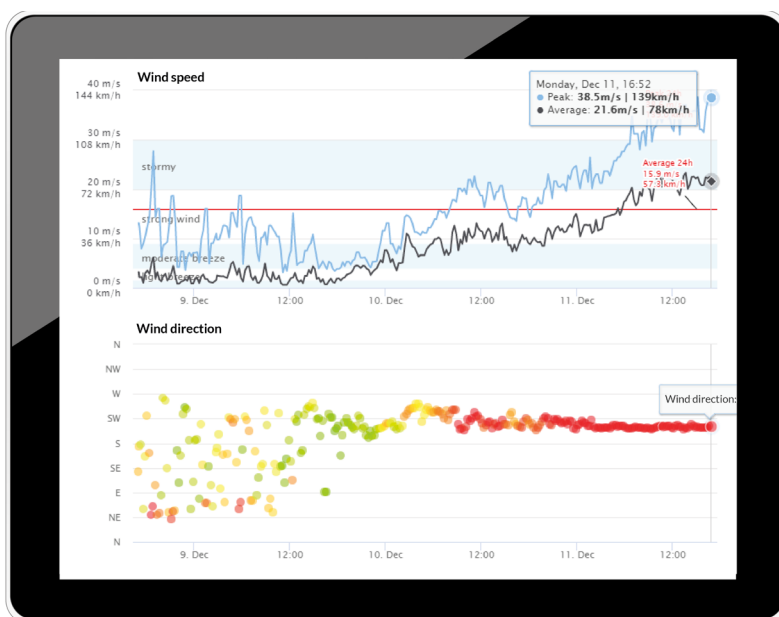 Wind speed
40 m/s
144 km/h
30 m/s
108 km/h
20 m/s
72 km/h
10 m/s
36 km/h
0 m/s
0 km/h
stormy
strong wind
moderate breeze
light breeze
Monday, Dec 11, 16:52
Peak: 38.5m/s | 139km/h
Average: 21.6m/s | 78km/h
Average 24h
15.9 m/s
57.3km/h
9. Dec 12:00 10. Dec 12:00 11. Dec 12:00
Wind direction
N
NW
W
SW
S
SE
E
NE
N
Wind direction:
9. Dec 12:00 10. Dec 12:00 11. Dec 12:00